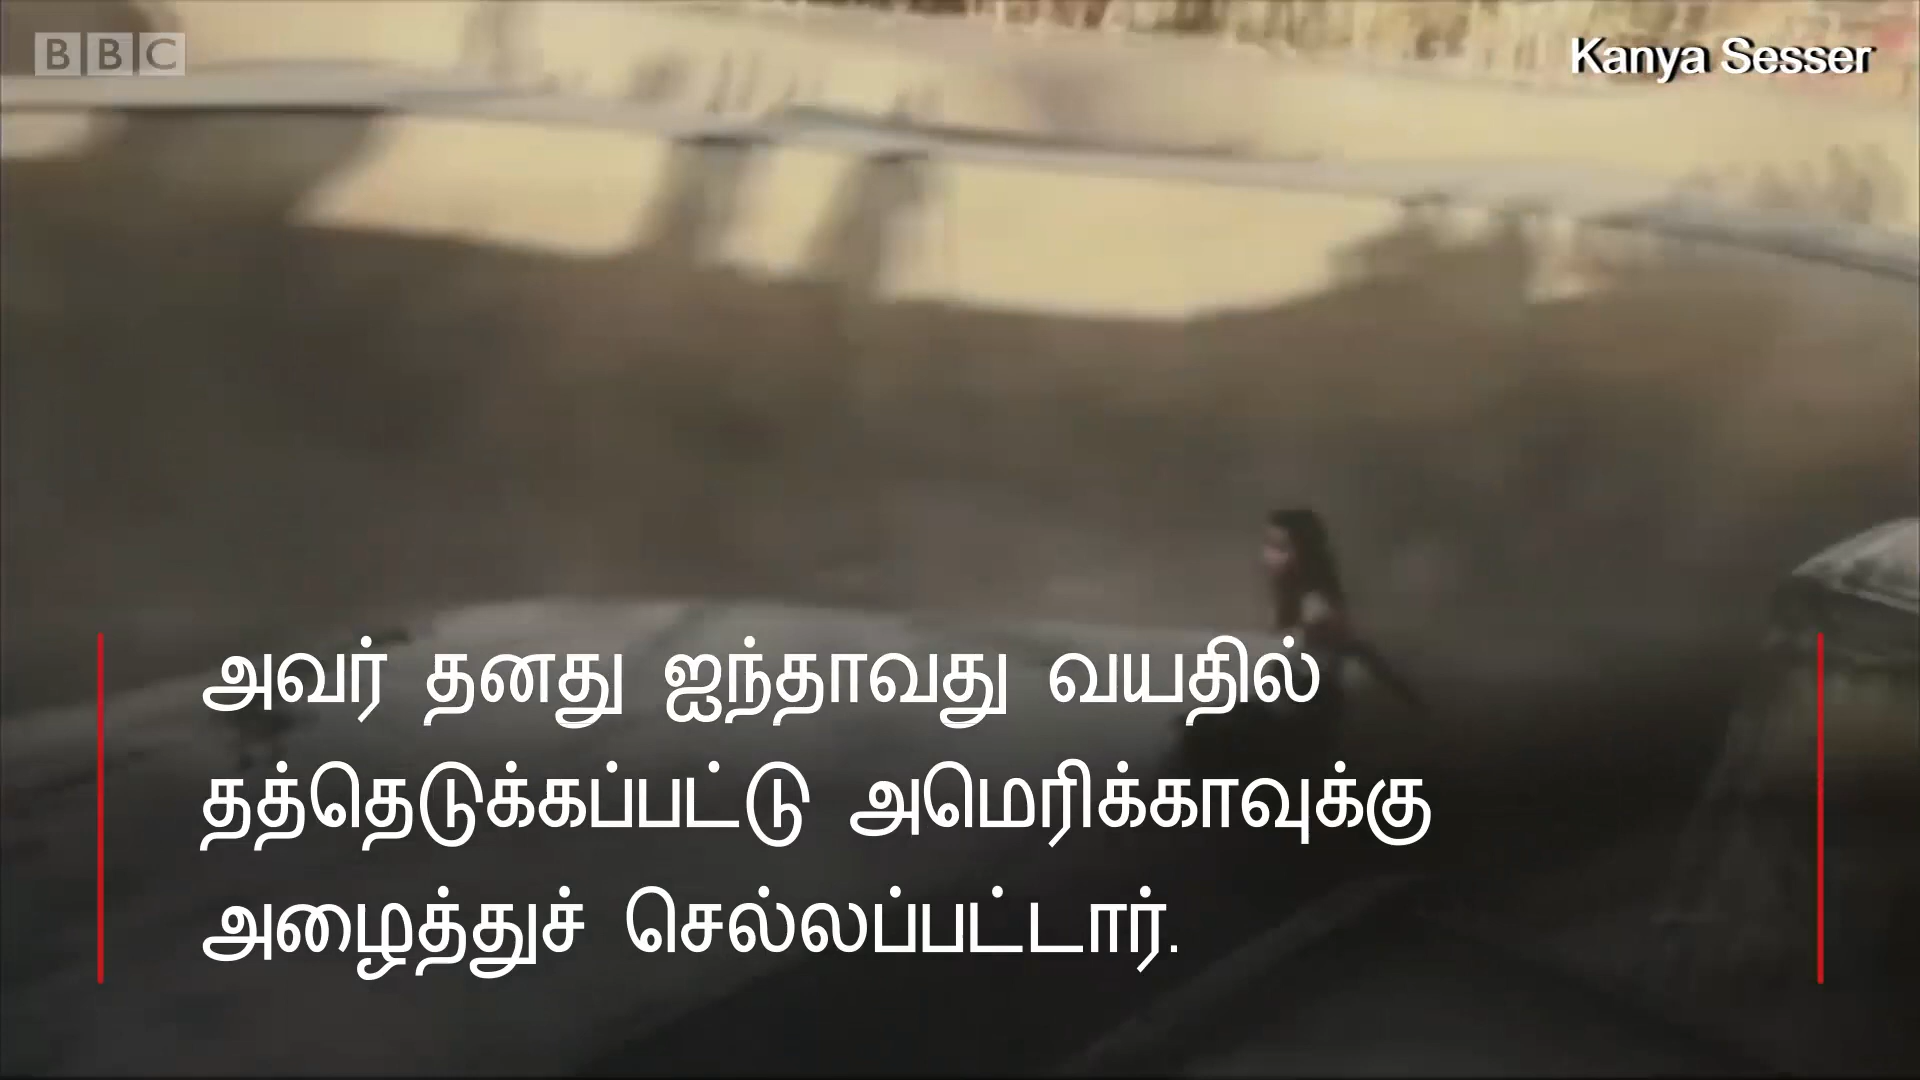 BBC
Kanya Sesser
அவர் தனது ஐந்தாவது வயதில்
தத்தெடுக்கப்பட்டு அமெரிக்காவுக்கு
அழைத்துச் செல்லப்பட்டார்.